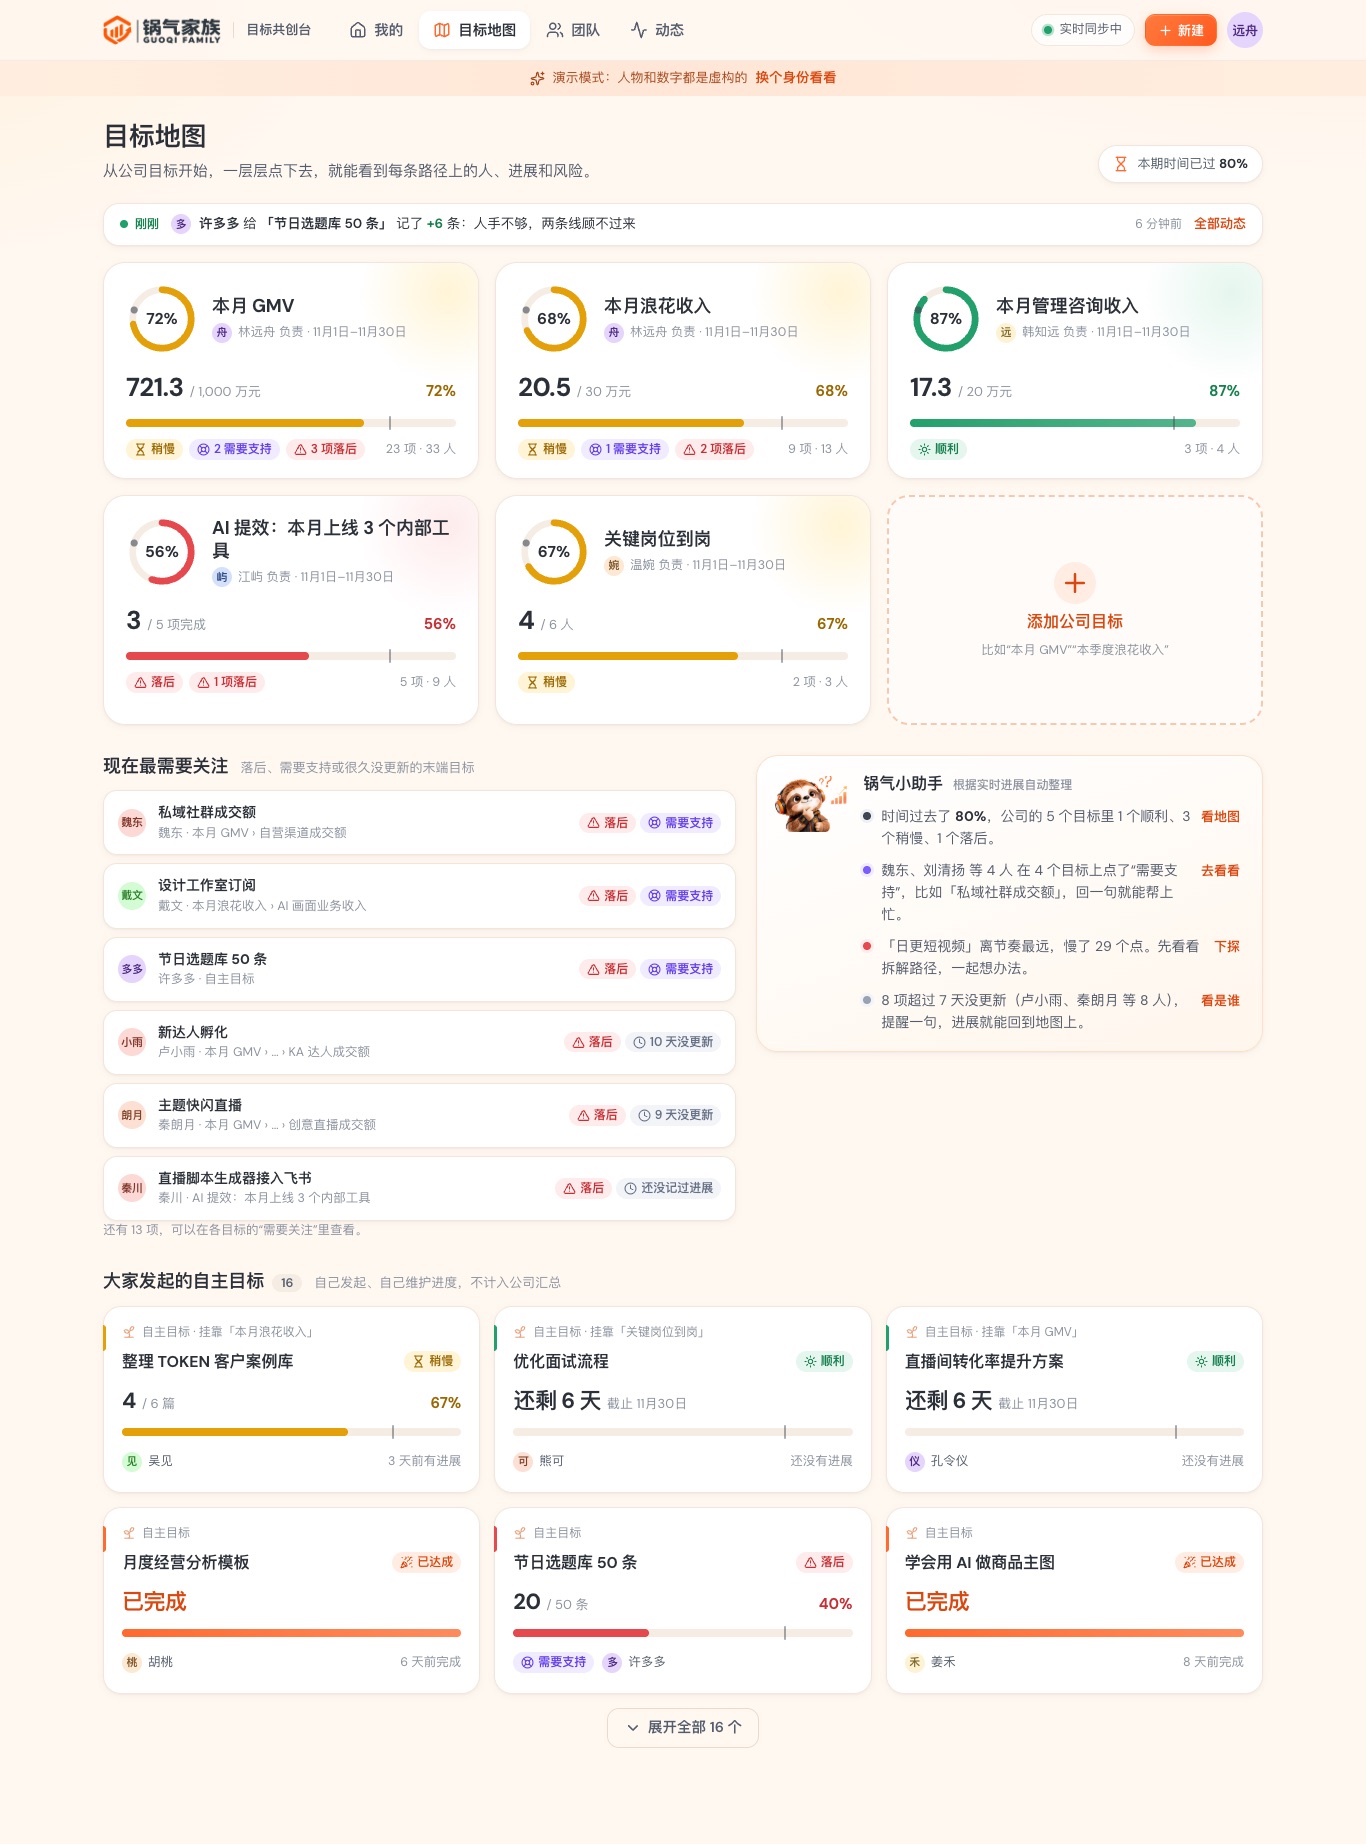 锅气家族
GUOQI FAMILY
目标共创台
我的
目标地图
团队
动态
实时同步中
新建
远舟
演示模式：人物和数字都是虚构的 换个身份看看
目标地图
从公司目标开始，一层层点下去，就能看到每条路径上的人、进展和风险。
本期时间已过 80%
刚刚 多 许多多 给 「节日选题库 50 条」 记了 +6 条：人手不够，两条线顾不过来
6 分钟前 全部动态
72%
本月 GMV
舟 林远舟 负责 · 11月1日–11月30日
721.3 / 1,000 万元
72%
稍慢 2 需要支持 3 项落后 23 项 · 33 人
68%
本月浪花收入
舟 林远舟 负责 · 11月1日–11月30日
20.5 / 30 万元
68%
稍慢 1 需要支持 2 项落后 9 项 · 13 人
87%
本月管理咨询收入
远 韩知远 负责 · 11月1日–11月30日
17.3 / 20 万元
87%
顺利 3 项 · 4 人
56%
AI 提效：本月上线 3 个内部工
具
屿 江屿 负责 · 11月1日–11月30日
3 / 5 项完成
56%
落后 1 项落后 5 项 · 9 人
67%
关键岗位到岗
婉 温婉 负责 · 11月1日–11月30日
4 / 6 人
67%
稍慢 2 项 · 3 人
添加公司目标
比如“本月 GMV”“本季度浪花收入”
现在最需要关注 落后、需要支持或很久没更新的末端目标
魏东
私域社群成交额
魏东 · 本月 GMV › 自营渠道成交额
落后 需要支持
戴文
设计工作室订阅
戴文 · 本月浪花收入 › AI 画面业务收入
落后 需要支持
多多
节日选题库 50 条
许多多 · 自主目标
落后 需要支持
小雨
新达人孵化
卢小雨 · 本月 GMV › … › KA 达人成交额
落后 10 天没更新
朗月
主题快闪直播
秦朗月 · 本月 GMV › … › 创意直播成交额
落后 9 天没更新
秦川
直播脚本生成器接入飞书
秦川 · AI 提效：本月上线 3 个内部工具
落后 还没记过进展
还有 13 项，可以在各目标的“需要关注”里查看。
锅气小助手 根据实时进展自动整理
时间过去了 80%，公司的 5 个目标里 1 个顺利、3
个稍慢、1 个落后。
看地图
魏东、刘清扬 等 4 人 在 4 个目标上点了“需要支
持”，比如「私域社群成交额」，回一句就能帮上
忙。
去看看
「日更短视频」离节奏最远，慢了 29 个点。先看看
拆解路径，一起想办法。
下探
8 项超过 7 天没更新（卢小雨、秦朗月 等 8 人），
提醒一句，进展就能回到地图上。
看是谁
大家发起的自主目标 16 自己发起、自己维护进度，不计入公司汇总
自主目标 · 挂靠「本月浪花收入」
整理 TOKEN 客户案例库
稍慢
4 / 6 篇
67%
见 吴见
3 天前有进展
自主目标 · 挂靠「关键岗位到岗」
优化面试流程
顺利
还剩 6 天 截止 11月30日
可 熊可
还没有进展
自主目标 · 挂靠「本月 GMV」
直播间转化率提升方案
顺利
还剩 6 天 截止 11月30日
仪 孔令仪
还没有进展
自主目标
月度经营分析模板
已达成
已完成
桃 胡桃
6 天前完成
自主目标
节日选题库 50 条
落后
20 / 50 条
40%
需要支持 多 许多多
自主目标
学会用 AI 做商品主图
已达成
已完成
禾 姜禾
8 天前完成
展开全部 16 个